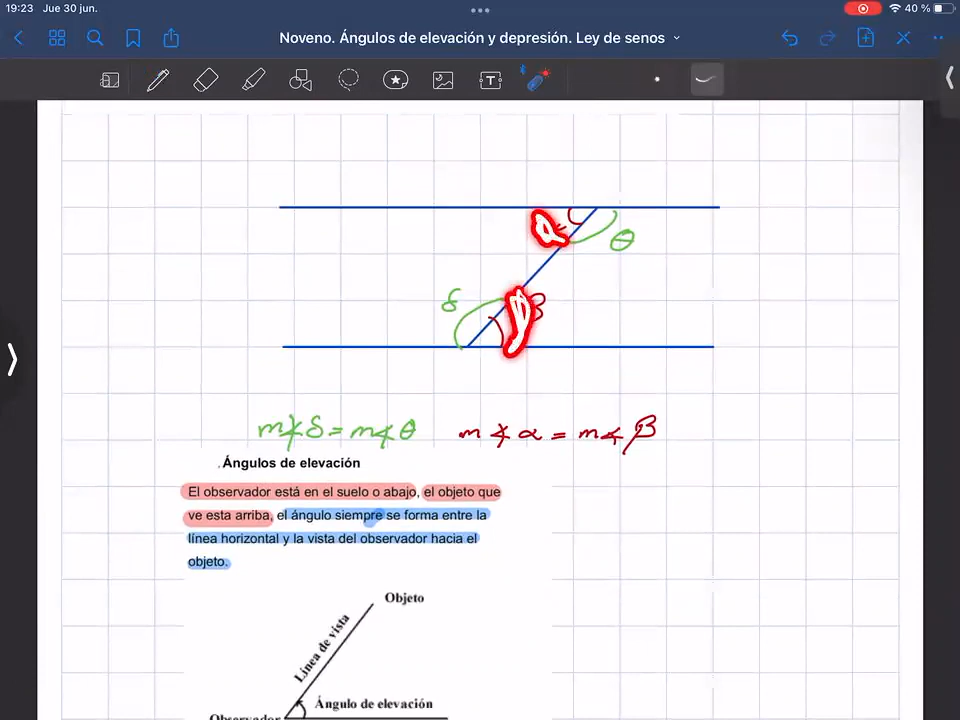 19:23 Jue 30 jun.
40 %
Noveno. Ángulos de elevación y depresión. Ley de senos
T
α
θ
δ
β
m∡δ = m∡θ m∡α = m∡β
Ángulos de elevación
El observador está en el suelo o abajo, el objeto que
ve esta arriba, el ángulo siempre se forma entre la
línea horizontal y la vista del observador hacia el
objeto.
Objeto
Línea de vista
Ángulo de elevación
Observador